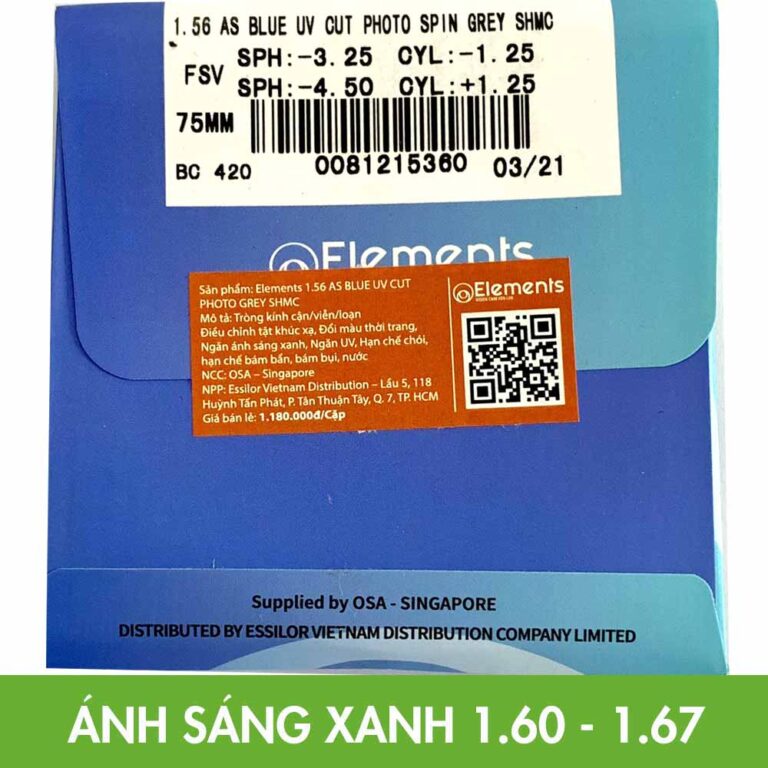 1.56 AS BLUE UV CUT PHOTO SPIN GREY SHMC
FSV
SPH:-3.25 CYL:-1.25
SPH:-4.50 CYL:+1.25
75MM
BC 420
0081215360 03/21
Elements
Sản phẩm: Elements 1.56 AS BLUE UV CUT
PHOTO GREY SHMC
Mô tả: Tròng kính cận/viễn/loạn
Điều chỉnh tật khúc xạ, Đổi màu thời trang,
Ngăn ánh sáng xanh, Ngăn UV, Hạn chế chói,
hạn chế bám bẩn, bám bụi, nước
NCC: OSA – Singapore
NPP: Essilor Vietnam Distribution – Lầu 5, 118
Huỳnh Tấn Phát, P. Tân Thuận Tây, Q. 7, TP. HCM
Giá bán lẻ: 1.180.000đ/Cặp
Elements
Supplied by OSA - SINGAPORE
DISTRIBUTED BY ESSILOR VIETNAM DISTRIBUTION COMPANY LIMITED
ÁNH SÁNG XANH 1.60 - 1.67